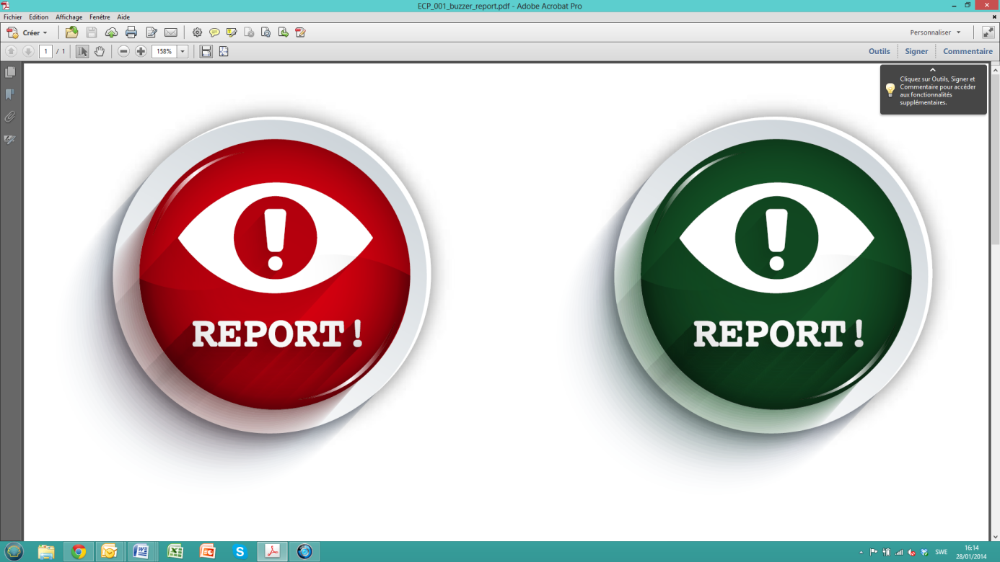 ECP_001_buzzer_report.pdf - Adobe Acrobat Pro
Fichier Edition Affichage Fenêtre Aide
Créer
Personnaliser
1 / 1
158%
Outils Signer Commentaire
Cliquez sur Outils, Signer et
Commentaire pour accéder
aux fonctionnalités
supplémentaires.
!
REPORT!
!
REPORT!
SWE
16:14
28/01/2014